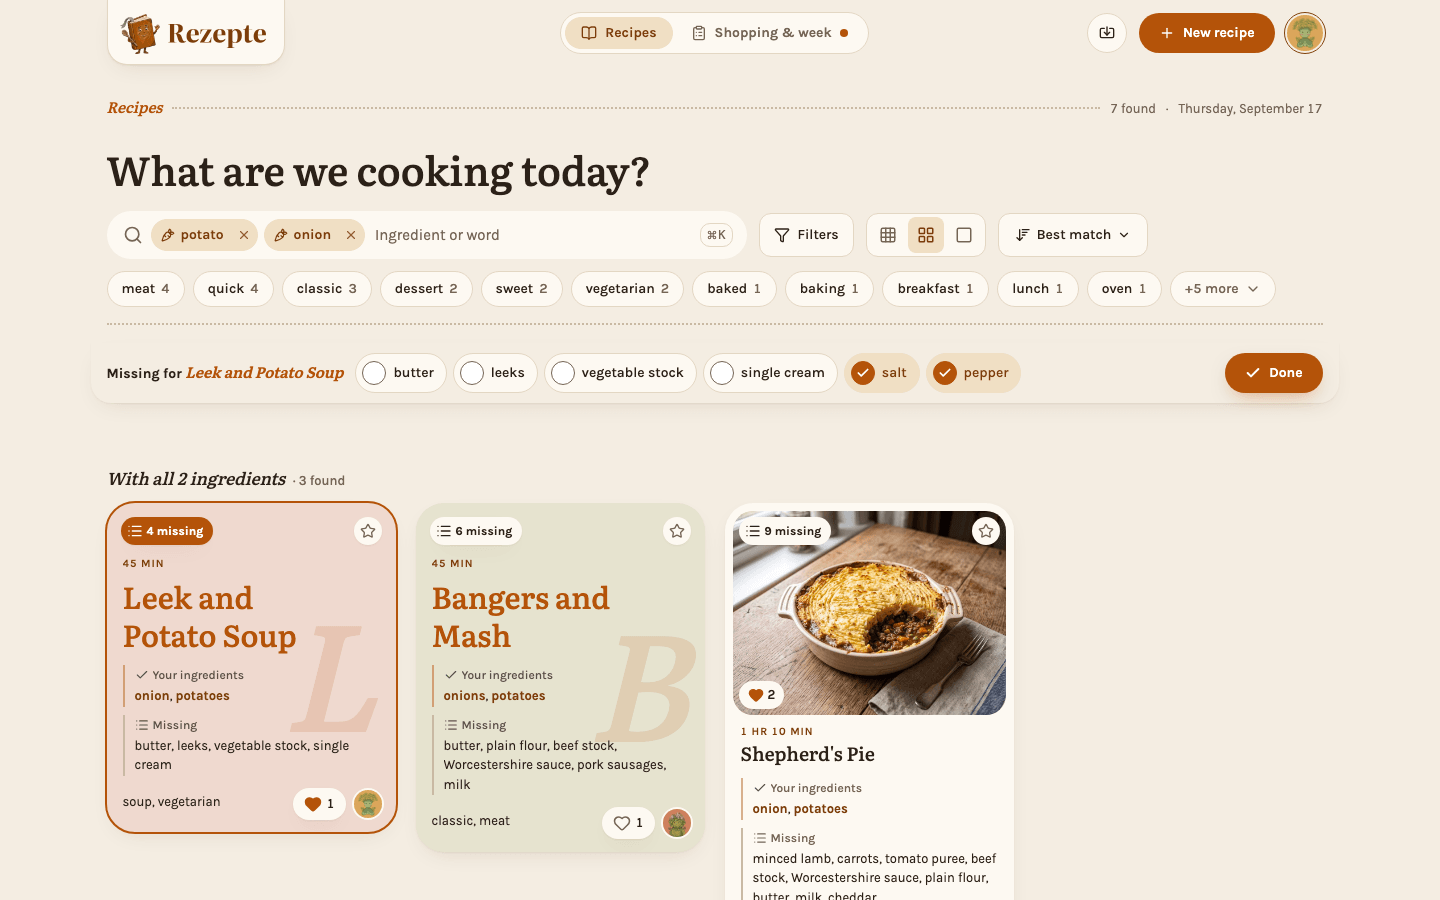 Rezepte
Recipes
Shopping & week
New recipe
Recipes
7 found · Thursday, September 17
What are we cooking today?
potato
onion
Ingredient or word
⌘K
Filters
Best match
meat 4
quick 4
classic 3
dessert 2
sweet 2
vegetarian 2
baked 1
baking 1
breakfast 1
lunch 1
oven 1
+5 more
Missing for Leek and Potato Soup
butter
leeks
vegetable stock
single cream
salt
pepper
Done
With all 2 ingredients · 3 found
4 missing
45 MIN
Leek and
Potato Soup
L
Your ingredients
onion, potatoes
Missing
butter, leeks, vegetable stock, single
cream
soup, vegetarian
1
6 missing
45 MIN
Bangers and
Mash
B
Your ingredients
onions, potatoes
Missing
butter, plain flour, beef stock,
Worcestershire sauce, pork sausages,
milk
classic, meat
1
9 missing
2
1 HR 10 MIN
Shepherd's Pie
Your ingredients
onion, potatoes
Missing
minced lamb, carrots, tomato puree, beef
stock, Worcestershire sauce, plain flour,
butter, milk, cheddar